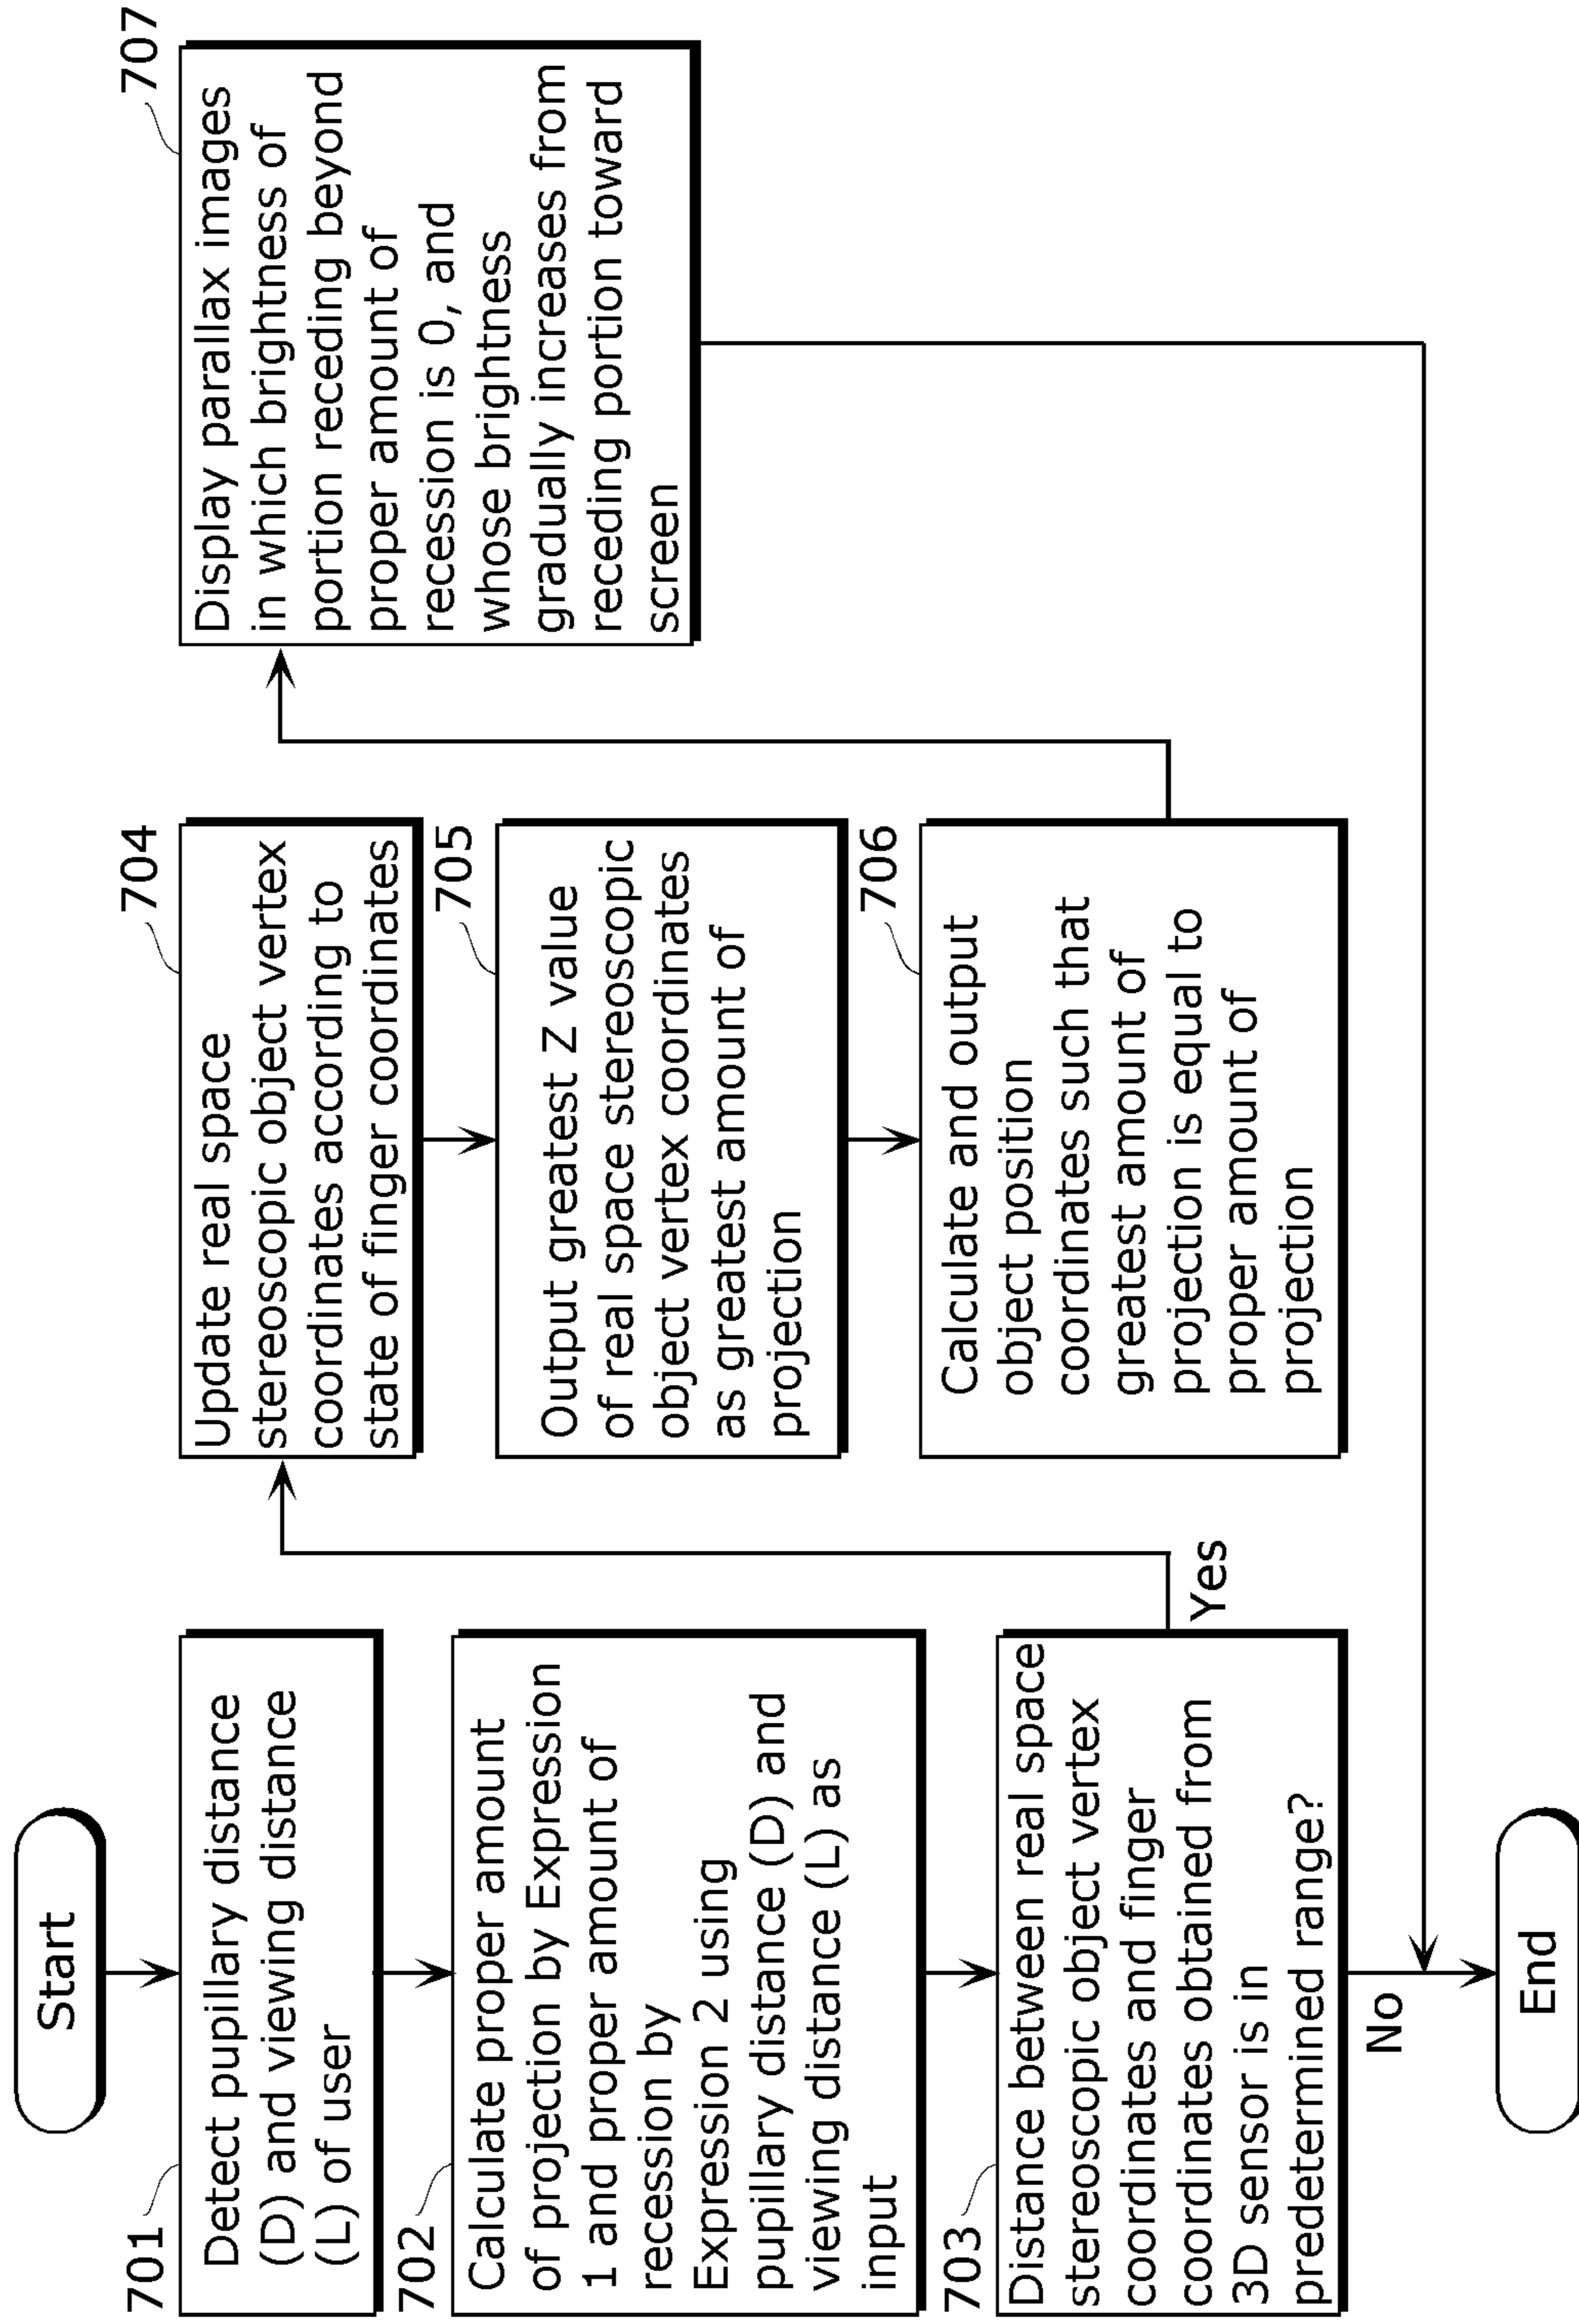 Start
701
Detect pupillary distance
(D) and viewing distance
(L) of user
702
Calculate proper amount
of projection by Expression
1 and proper amount of
recession by
Expression 2 using
pupillary distance (D) and
viewing distance (L) as
input
703
Distance between real space
stereoscopic object vertex
coordinates and finger
coordinates obtained from
3D sensor is in
predetermined range?
Yes
No
End
704
Update real space
stereoscopic object vertex
coordinates according to
state of finger coordinates
705
Output greatest Z value
of real space stereoscopic
object vertex coordinates
as greatest amount of
projection
706
Calculate and output
object position
coordinates such that
greatest amount of
projection is equal to
proper amount of
projection
707
Display parallax images
in which brightness of
portion receding beyond
proper amount of
recession is 0, and
whose brightness
gradually increases from
receding portion toward
screen